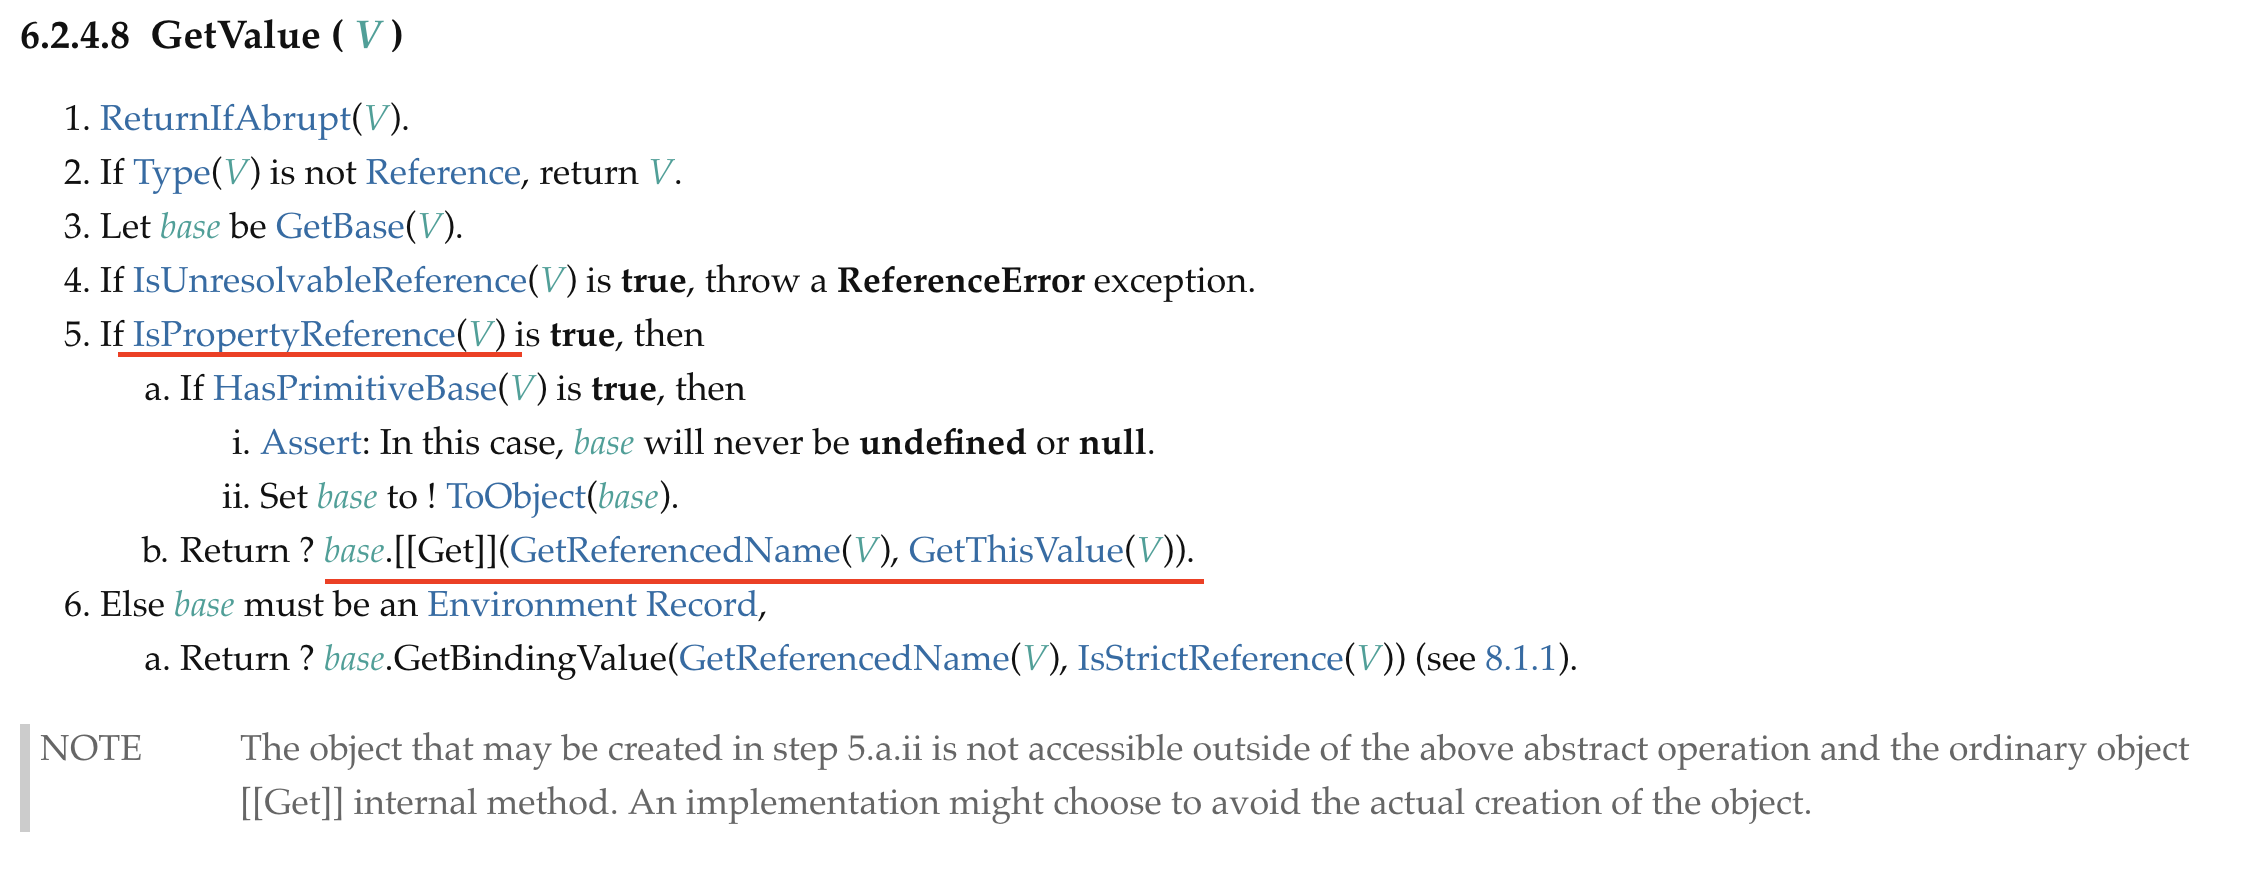 6.2.4.8 GetValue ( V )
1. ReturnIfAbrupt(V).
2. If Type(V) is not Reference, return V.
3. Let base be GetBase(V).
4. If IsUnresolvableReference(V) is true, throw a ReferenceError exception.
5. If IsPropertyReference(V) is true, then
a. If HasPrimitiveBase(V) is true, then
i. Assert: In this case, base will never be undefined or null.
ii. Set base to ! ToObject(base).
b. Return ? base.[[Get]](GetReferencedName(V), GetThisValue(V)).
6. Else base must be an Environment Record,
a. Return ? base.GetBindingValue(GetReferencedName(V), IsStrictReference(V)) (see 8.1.1).
NOTE The object that may be created in step 5.a.ii is not accessible outside of the above abstract operation and the ordinary object
[[Get]] internal method. An implementation might choose to avoid the actual creation of the object.